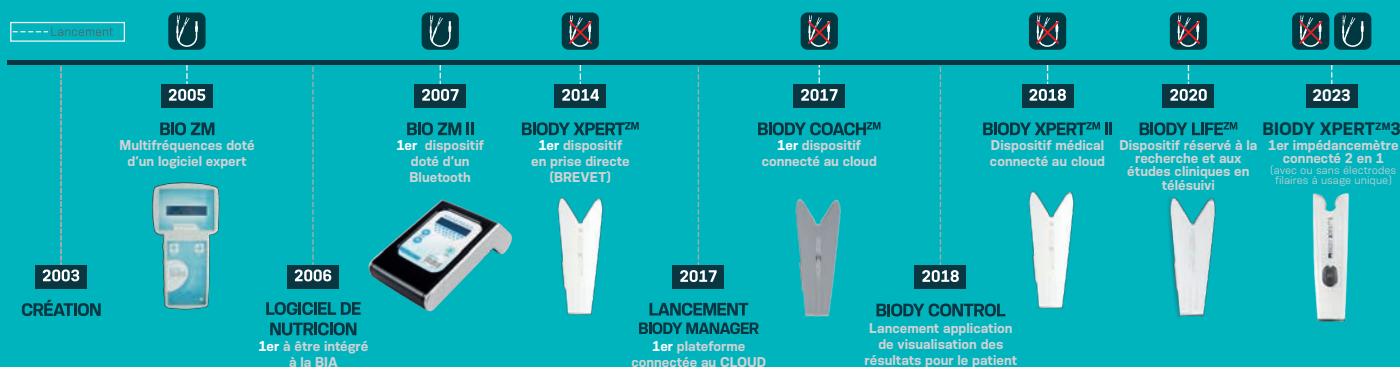 Lancement
2005
BIO ZM
Multifréquences doté
d'un logiciel expert
2007
BIO ZM II
1er dispositif
doté d'un
Bluetooth
2014
BIODY XPERTᶻᴹ
1er dispositif
en prise directe
(BREVET)
2017
BIODY COACHᶻᴹ
1er dispositif
connecté au cloud
2018
BIODY XPERTᶻᴹ II
Dispositif médical
connecté au cloud
2020
BIODY LIFEᶻᴹ
Dispositif réservé à la
recherche et aux
études cliniques en
télésuivi
2023
BIODY XPERTᶻᴹ3
1er impédancemètre
connecté 2 en 1
(avec ou sans électrodes
filaires à usage unique)
2003
CRÉATION
2006
LOGICIEL DE
NUTRICION
1er à être intégré
à la BIA
2017
LANCEMENT
BIODY MANAGER
1er plateforme
connectée au CLOUD
2018
BIODY CONTROL
Lancement application
de visualisation des
résultats pour le patient